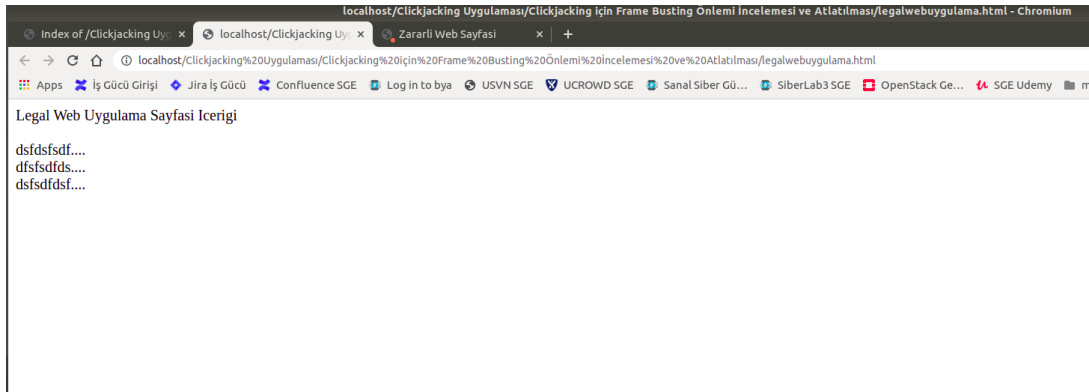 localhost/Clickjacking Uygulaması/Clickjacking için Frame Busting Önlemi İncelemesi ve Atlatılması/legalwebuygulama.html - Chromium
Index of /Clickjacking Uyg × localhost/Clickjacking Uyg × Zararli Web Sayfasi × +
localhost/Clickjacking%20Uygulaması/Clickjacking%20için%20Frame%20Busting%20Önlemi%20İncelemesi%20ve%20Atlatılması/legalwebuygulama.html
Apps İş Gücü Girişi Jira İş Gücü Confluence SGE Log in to bya USVN SGE UCROWD SGE Sanal Siber Gü... SiberLab3 SGE OpenStack Ge... SGE Udemy m
Legal Web Uygulama Sayfasi Icerigi
dsfdsfsdf....
dfsfsdfds....
dsfsdfdsf....